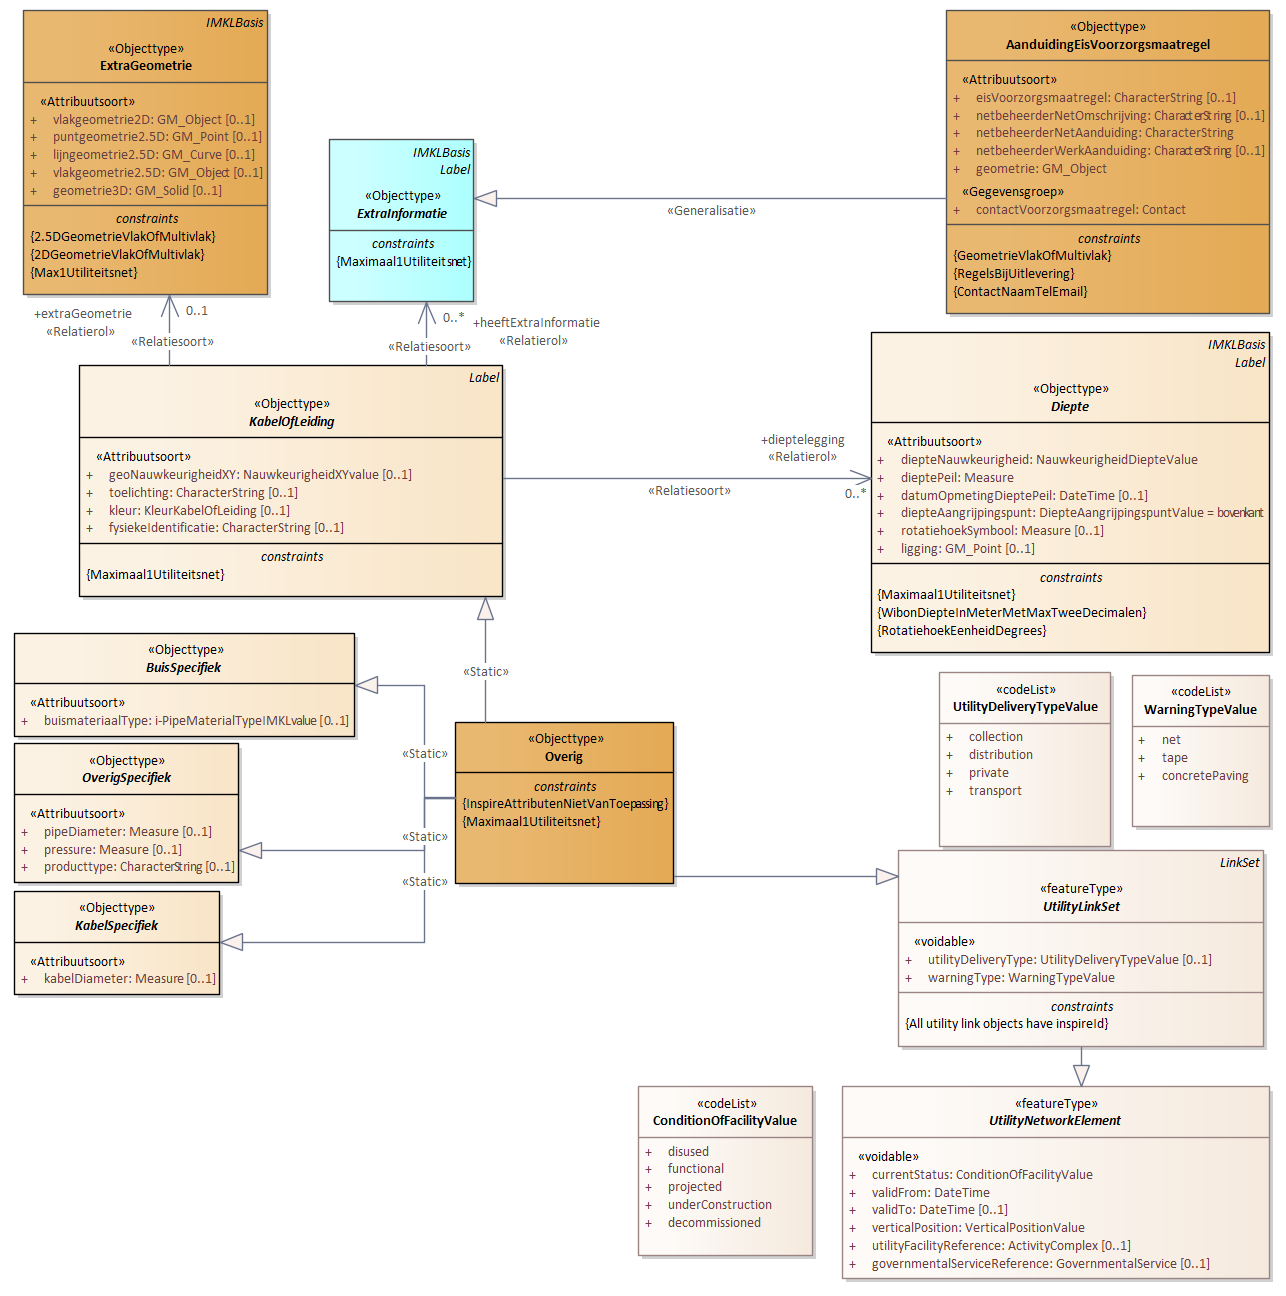 IMKLBasis
«Objecttype»
ExtraGeometrie
«Attribuutsoort»
+ vlakgeometrie2D: GM_Object [0..1]
+ puntgeometrie2.5D: GM_Point [0..1]
+ lijngeometrie2.5D: GM_Curve [0..1]
+ vlakgeometrie2.5D: GM_Object [0..1]
+ geometrie3D: GM_Solid [0..1]
constraints
{2.5DGeometrieVlakOfMultivlak}
{2DGeometrieVlakOfMultivlak}
{Max1Utiliteitsnet}
IMKLBasis
Label
«Objecttype»
ExtraInformatie
constraints
{Maximaal1Utiliteitsnet}
«Generalisatie»
«Objecttype»
AanduidingEisVoorzorgsmaatregel
«Attribuutsoort»
+ eisVoorzorgsmaatregel: CharacterString [0..1]
+ netbeheerderNetOmschrijving: CharacterString [0..1]
+ netbeheerderNetAanduiding: CharacterString
+ netbeheerderWerkAanduiding: CharacterString [0..1]
+ geometrie: GM_Object
«Gegevensgroep»
+ contactVoorzorgsmaatregel: Contact
constraints
{GeometrieVlakOfMultivlak}
{RegelsBijUitlevering}
{ContactNaamTelEmail}
+extraGeometrie
«Relatierol»
0..1
«Relatiesoort»
0..*
+heeftExtraInformatie
«Relatierol»
«Relatiesoort»
Label
«Objecttype»
KabelOfLeiding
«Attribuutsoort»
+ geoNauwkeurigheidXY: NauwkeurigheidXYvalue [0..1]
+ toelichting: CharacterString [0..1]
+ kleur: KleurKabelOfLeiding [0..1]
+ fysiekeIdentificatie: CharacterString [0..1]
constraints
{Maximaal1Utiliteitsnet}
+dieptelegging
«Relatierol»
0..*
«Relatiesoort»
IMKLBasis
Label
«Objecttype»
Diepte
«Attribuutsoort»
+ diepteNauwkeurigheid: NauwkeurigheidDiepteValue
+ dieptePeil: Measure
+ datumOpmetingDieptePeil: DateTime [0..1]
+ diepteAangrijpingspunt: DiepteAangrijpingspuntValue = bovenkant
+ rotatiehoekSymbool: Measure [0..1]
+ ligging: GM_Point [0..1]
constraints
{Maximaal1Utiliteitsnet}
{WibonDiepteInMeterMetMaxTweeDecimalen}
{RotatiehoekEenheidDegrees}
«Static»
«Objecttype»
BuisSpecifiek
«Attribuutsoort»
+ buismateriaalType: i-PipeMaterialTypeIMKLvalue [0..1]
«Static»
«Objecttype»
OverigSpecifiek
«Attribuutsoort»
+ pipeDiameter: Measure [0..1]
+ pressure: Measure [0..1]
+ producttype: CharacterString [0..1]
«Static»
«Static»
«Objecttype»
KabelSpecifiek
«Attribuutsoort»
+ kabelDiameter: Measure [0..1]
«Objecttype»
Overig
constraints
{InspireAttributenNietVanToepassing}
{Maximaal1Utiliteitsnet}
«codeList»
UtilityDeliveryTypeValue
+ collection
+ distribution
+ private
+ transport
«codeList»
WarningTypeValue
+ net
+ tape
+ concretePaving
LinkSet
«featureType»
UtilityLinkSet
«voidable»
+ utilityDeliveryType: UtilityDeliveryTypeValue [0..1]
+ warningType: WarningTypeValue
constraints
{All utility link objects have inspireId}
«codeList»
ConditionOfFacilityValue
+ disused
+ functional
+ projected
+ underConstruction
+ decommissioned
«featureType»
UtilityNetworkElement
«voidable»
+ currentStatus: ConditionOfFacilityValue
+ validFrom: DateTime
+ validTo: DateTime [0..1]
+ verticalPosition: VerticalPositionValue
+ utilityFacilityReference: ActivityComplex [0..1]
+ governmentalServiceReference: GovernmentalService [0..1]